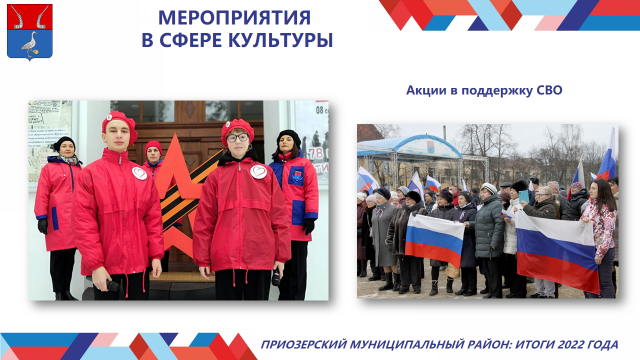 МЕРОПРИЯТИЯ
В СФЕРЕ КУЛЬТУРЫ
Акции в поддержку СВО
ПРИОЗЕРСКИЙ МУНИЦИПАЛЬНЫЙ РАЙОН: ИТОГИ 2022 ГОДА